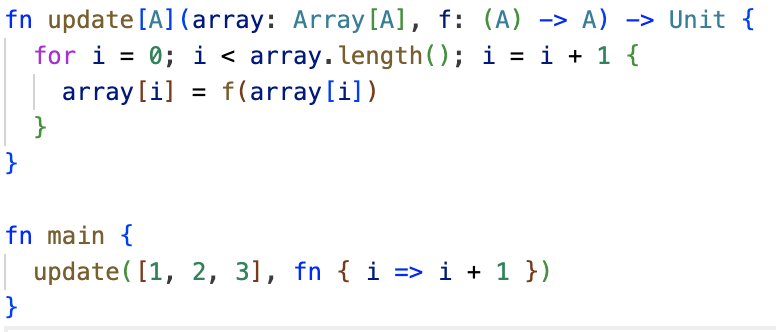 fn update[A](array: Array[A], f: (A) -> A) -> Unit {
  for i = 0; i < array.length(); i = i + 1 {
    array[i] = f(array[i])
  }
}

fn main {
  update([1, 2, 3], fn { i => i + 1 })
}